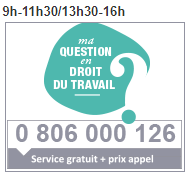 9h-11h30/13h30-16h
ma
QUESTION
en
DROIT
DU TRAVAIL
?
0 806 000 126
Service gratuit + prix appel